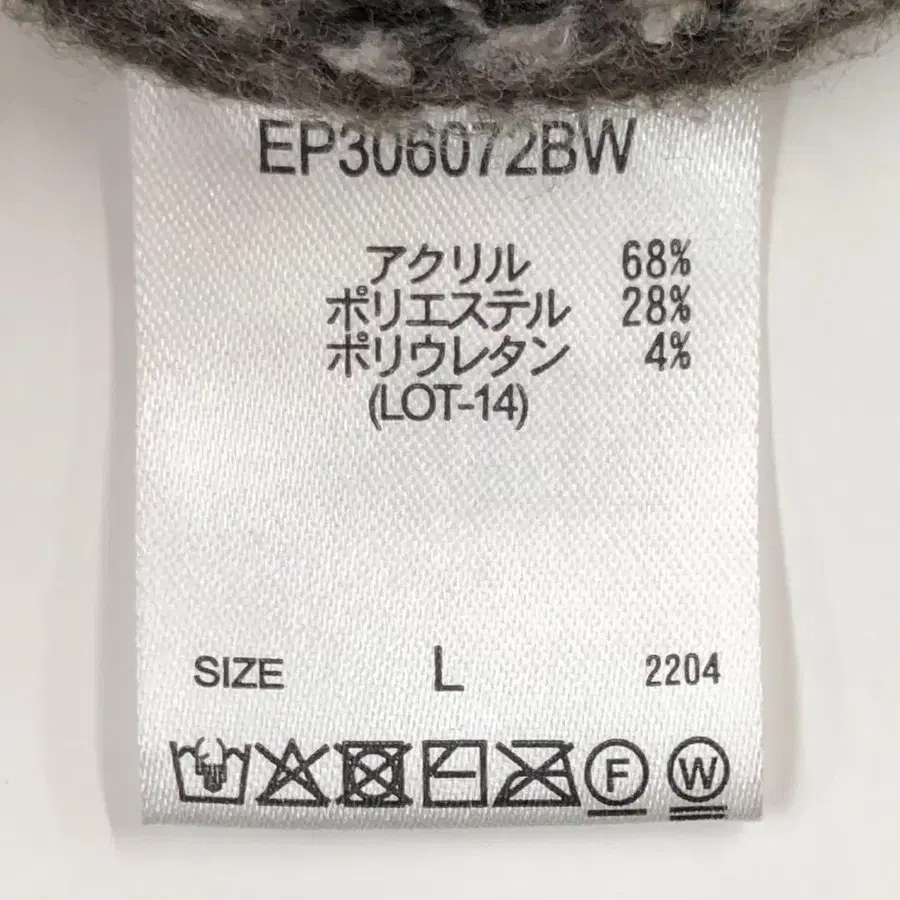 EP306072BW
アクリル 68%
ポリエステル 28%
ポリウレタン 4%
(LOT-14)
SIZE L 2204
F W